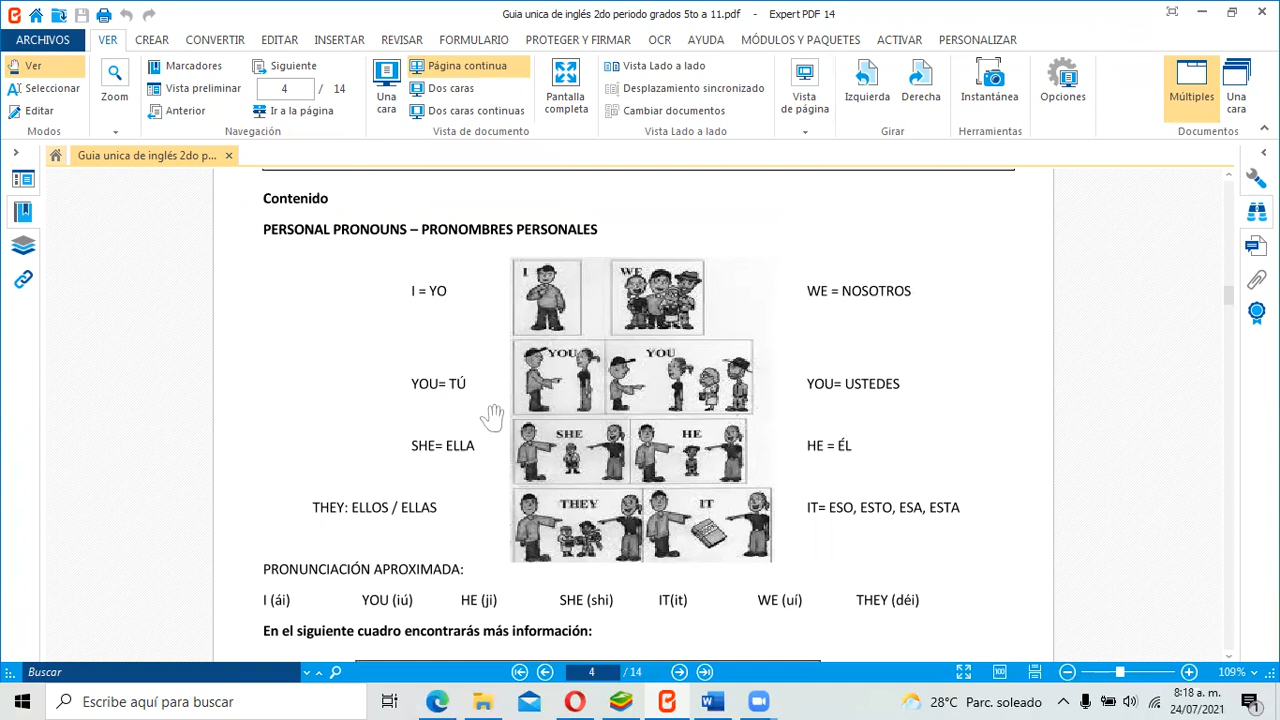 Guia unica de inglés 2do periodo grados 5to a 11.pdf - Expert PDF 14
ARCHIVOS VER CREAR CONVERTIR EDITAR INSERTAR REVISAR FORMULARIO PROTEGER Y FIRMAR OCR AYUDA MÓDULOS Y PAQUETES ACTIVAR PERSONALIZAR
Ver
Seleccionar
Editar
Modos
Zoom
Marcadores
Vista preliminar
Anterior
Siguiente
4 / 14
Ir a la página
Navegación
Una cara
Página continua
Dos caras
Dos caras continuas
Vista de documento
Pantalla completa
Vista Lado a lado
Desplazamiento sincronizado
Cambiar documentos
Vista Lado a lado
Vista de página
Izquierda
Derecha
Girar
Instantánea
Herramientas
Opciones
Múltiples
Una cara
Documentos
Guia unica de inglés 2do p...
Contenido
PERSONAL PRONOUNS – PRONOMBRES PERSONALES
I = YO
I
WE
WE = NOSOTROS
YOU= TÚ
YOU
YOU
YOU= USTEDES
SHE= ELLA
SHE
HE
HE = ÉL
THEY: ELLOS / ELLAS
THEY
IT
IT= ESO, ESTO, ESA, ESTA
PRONUNCIACIÓN APROXIMADA:
I (ái) YOU (iú) HE (ji) SHE (shi) IT(it) WE (uí) THEY (déi)
En el siguiente cuadro encontrarás más información:
Buscar
4 / 14
109%
Escribe aquí para buscar
28°C Parc. soleado
8:18 a. m.
24/07/2021
1